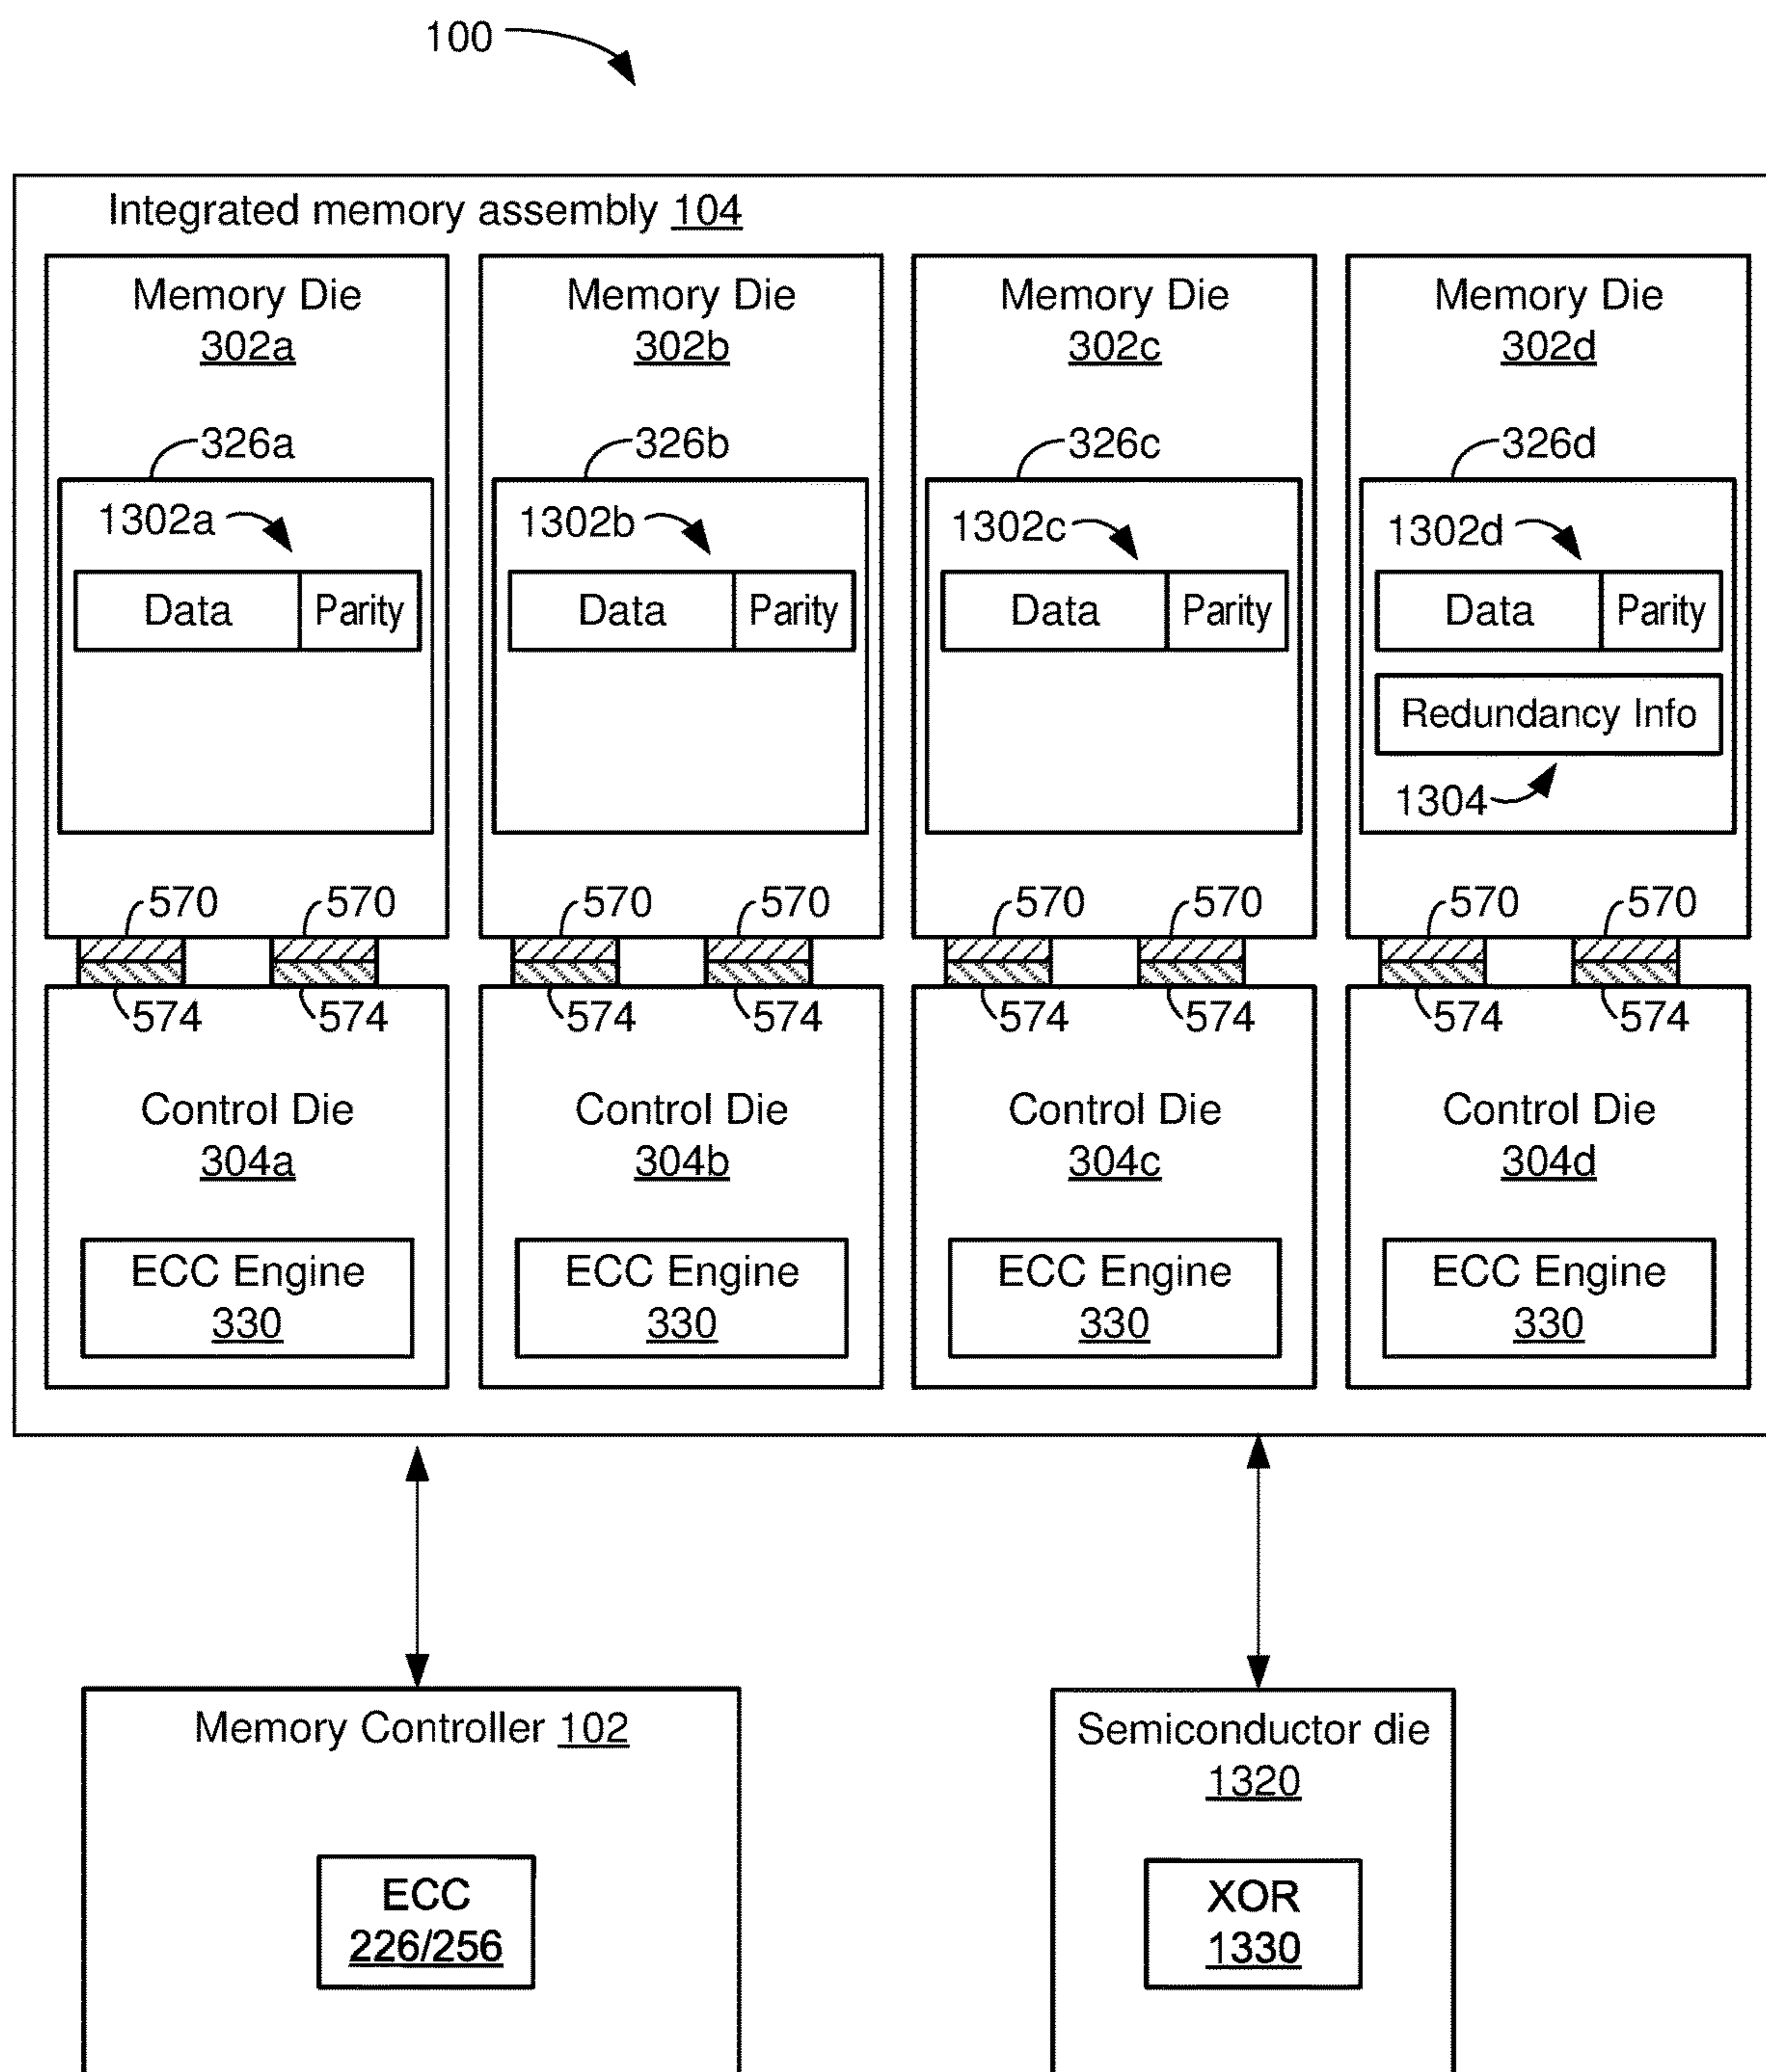 100
Integrated memory assembly 104
Memory Die
302a
Memory Die
302b
Memory Die
302c
Memory Die
302d
326a
326b
326c
326d
1302a
1302b
1302c
1302d
Data
Parity
Data
Parity
Data
Parity
Data
Parity
Redundancy Info
1304
570
570
570
570
570
570
570
570
574
574
574
574
574
574
574
574
Control Die
304a
Control Die
304b
Control Die
304c
Control Die
304d
ECC Engine
330
ECC Engine
330
ECC Engine
330
ECC Engine
330
Memory Controller 102
ECC
226/256
Semiconductor die
1320
XOR
1330